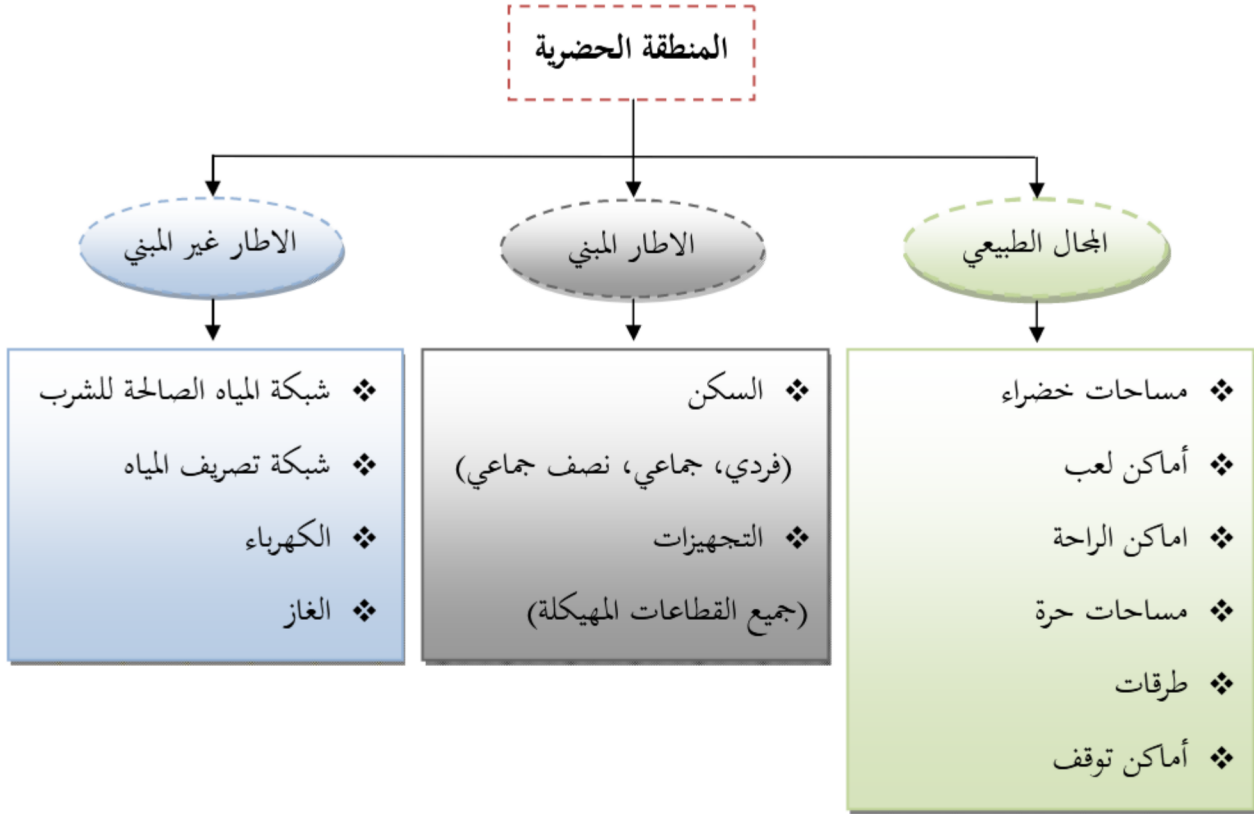 المنطقة الحضرية
المجال الطبيعي
الاطار المبني
الاطار غير المبني
❖ مساحات خضراء
❖ أماكن لعب
❖ اماكن الراحة
❖ مساحات حرة
❖ طرقات
❖ أماكن توقف
❖ السكن
(فردي، جماعي، نصف جماعي)
❖ التجهيزات
(جميع القطاعات المهيكلة)
❖ شبكة المياه الصالحة للشرب
❖ شبكة تصريف المياه
❖ الكهرباء
❖ الغاز